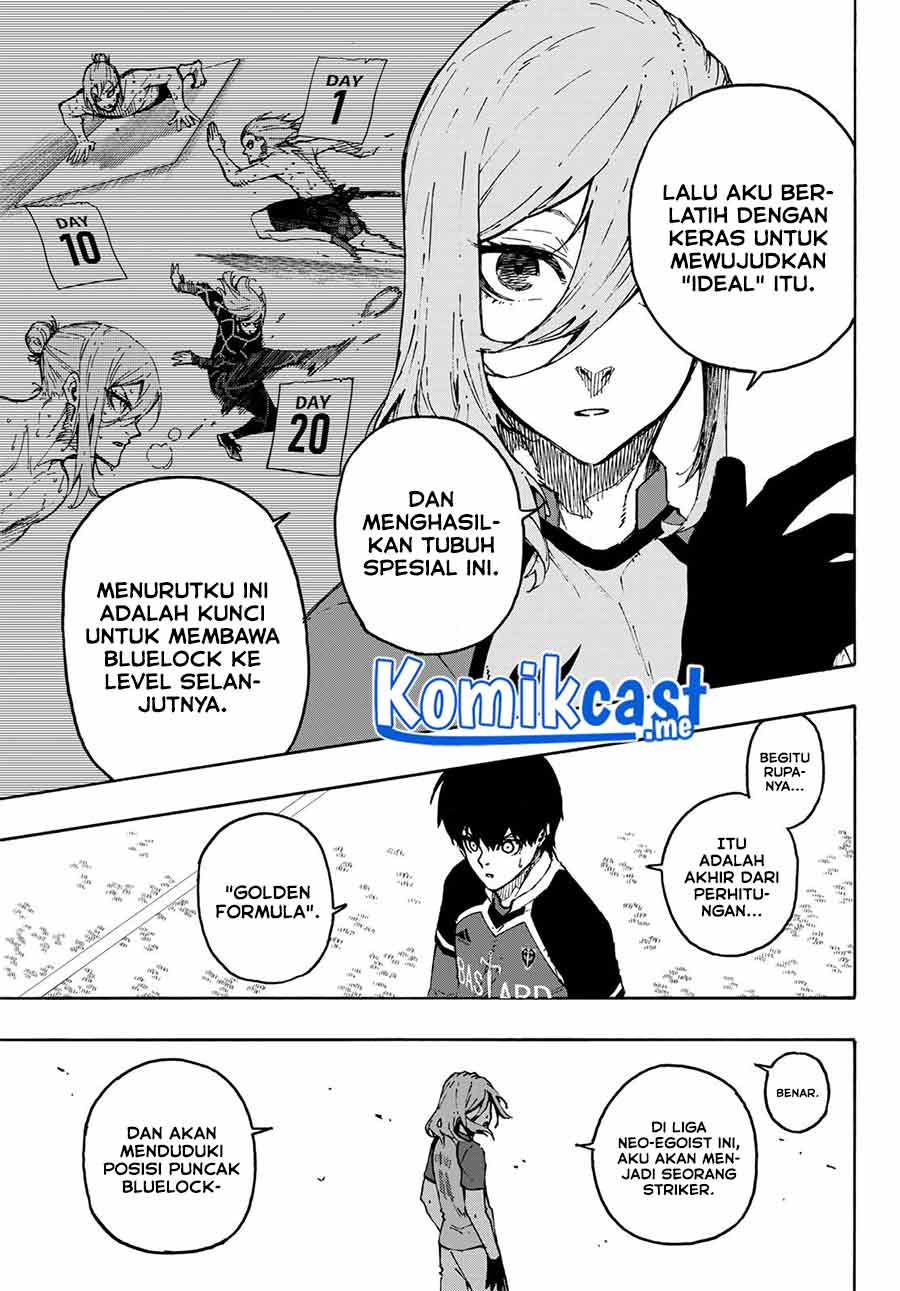 LALU AKU BER-
LATIH DENGAN
KERAS UNTUK
MEWUJUDKAN
"IDEAL" ITU.
DAY
1
DAY
10
DAY
20
DAN
MENGHASIL-
KAN TUBUH
SPESIAL INI.
MENURUTKU INI
ADALAH KUNCI
UNTUK MEMBAWA
BLUELOCK KE
LEVEL SELAN-
JUTNYA.
Komikcast
.me
BEGITU
RUPA-
NYA...
ITU
ADALAH
AKHIR DARI
PERHITU-
NGAN...
"GOLDEN
FORMULA".
BASTARD
BENAR.
DI LIGA
NEO-EGOIST INI,
AKU AKAN MEN-
JADI SEORANG
STRIKER.
DAN AKAN
MENDUDUKI
POSISI PUNCAK
BLUELOCK-